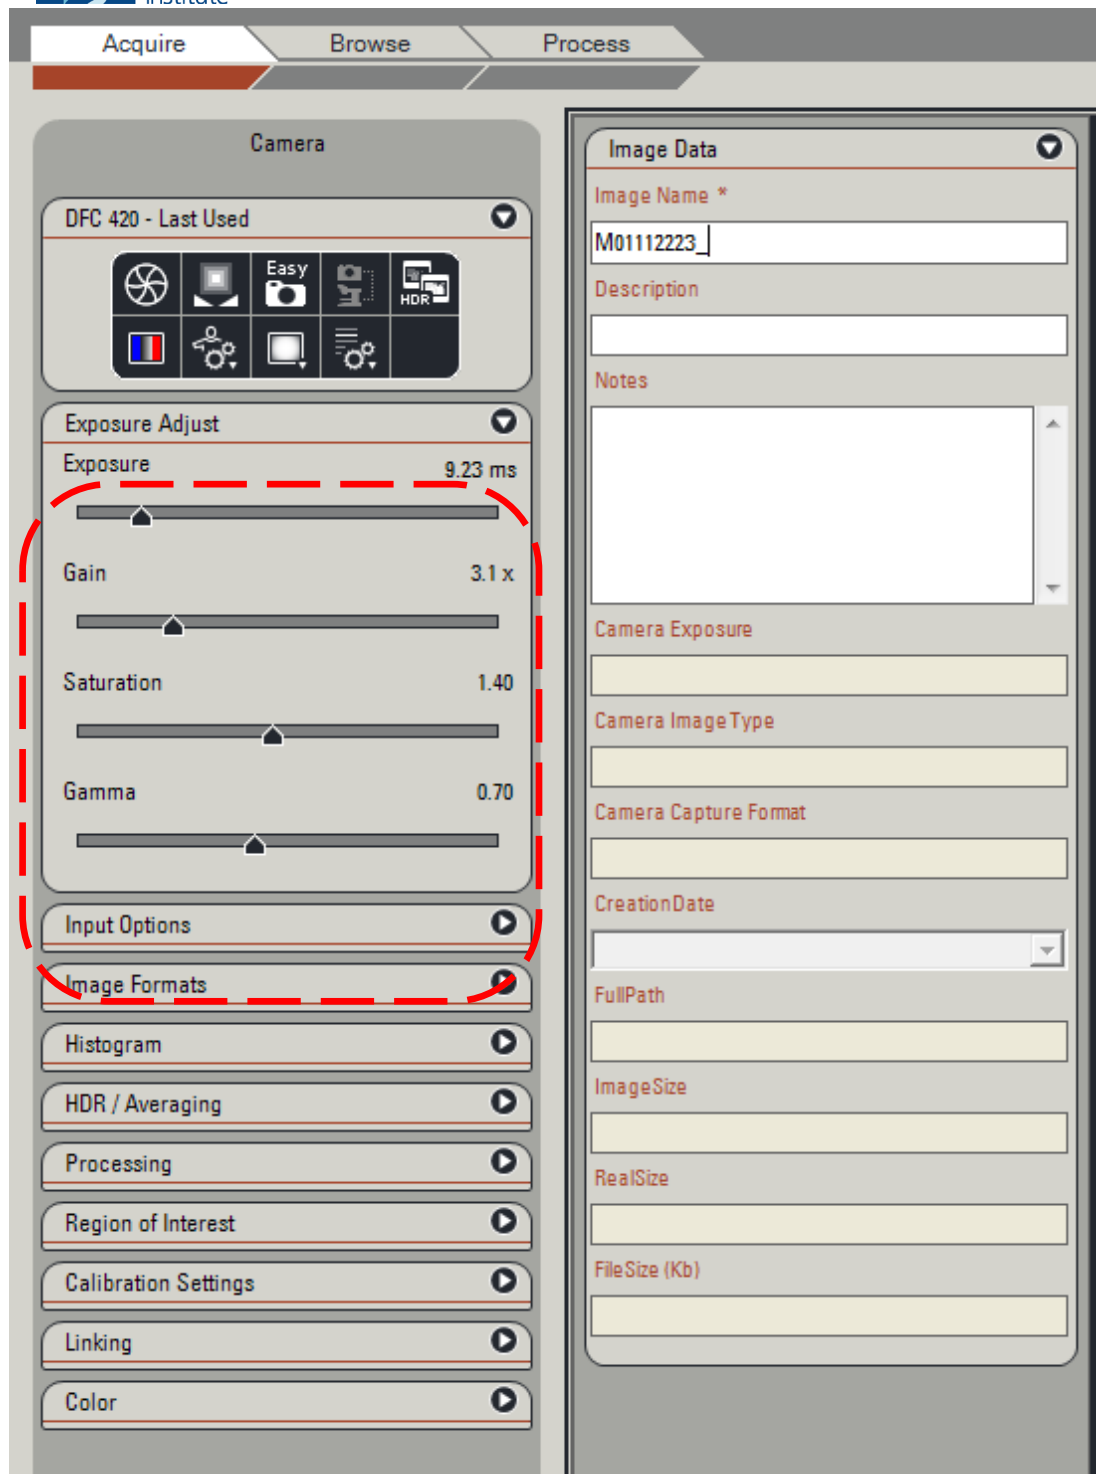 Institute
Acquire Browse Process
Camera
DFC 420 - Last Used
Easy
HDR
Exposure Adjust
Exposure 9.23 ms
Gain 3.1 x
Saturation 1.40
Gamma 0.70
Input Options
Image Formats
Histogram
HDR / Averaging
Processing
Region of Interest
Calibration Settings
Linking
Color
Image Data
Image Name *
M01112223_
Description
Notes
Camera Exposure
Camera ImageType
Camera Capture Format
CreationDate
FullPath
ImageSize
RealSize
FileSize (Kb)